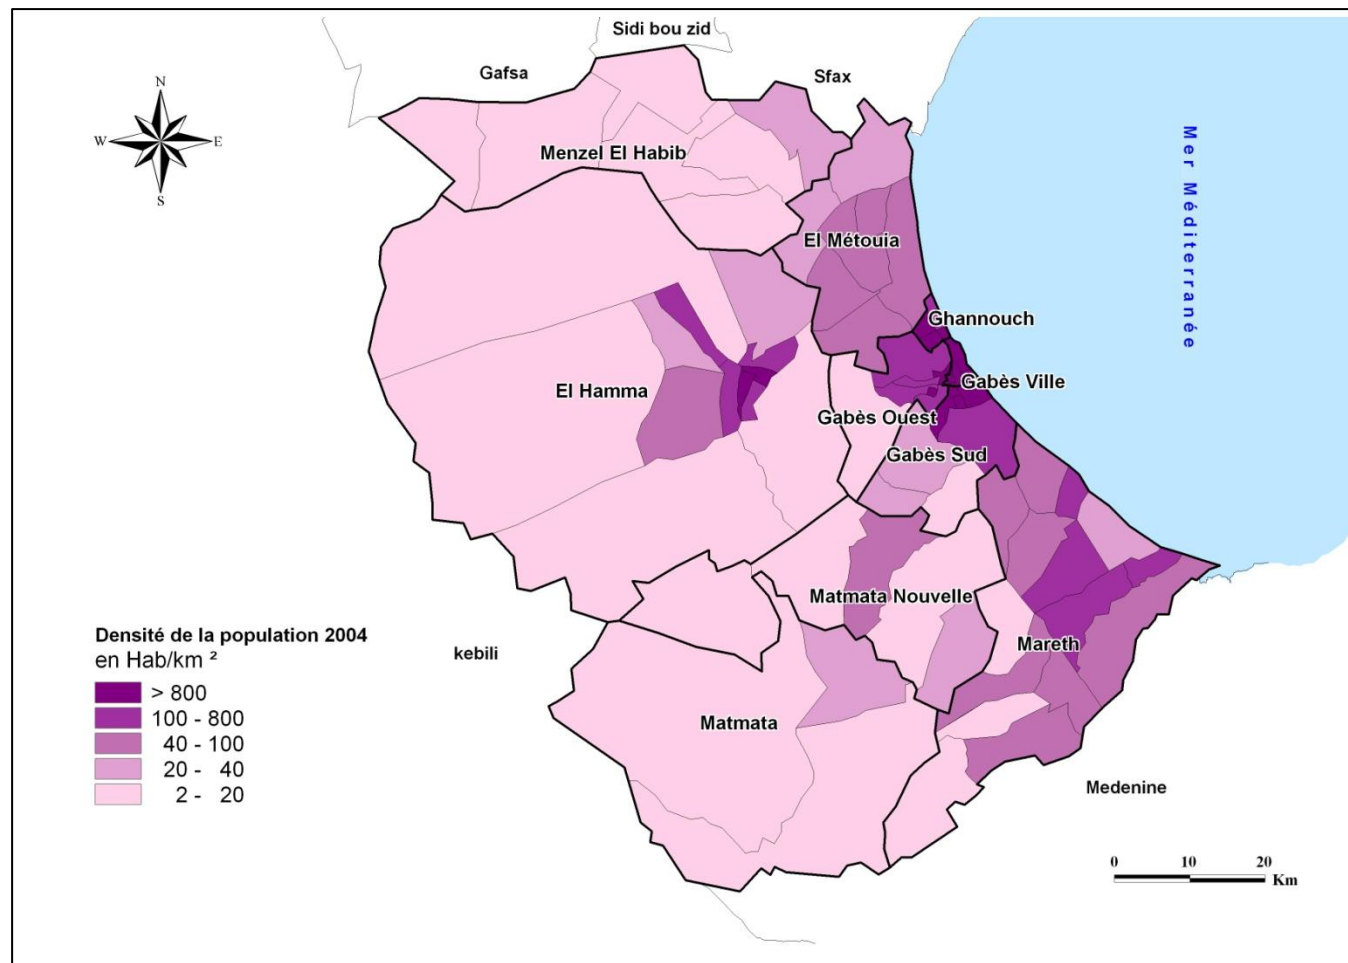 Sidi bou zid
Gafsa
Sfax
N
W
E
S
Mer Méditerranée
Menzel El Habib
El Métouia
Ghannouch
Gabès Ville
El Hamma
Gabès Ouest
Gabès Sud
Matmata Nouvelle
Mareth
kebili
Matmata
Medenine
Densité de la population 2004
en Hab/km ²
> 800
100 - 800
40 - 100
20 - 40
2 - 20
0 10 20
Km